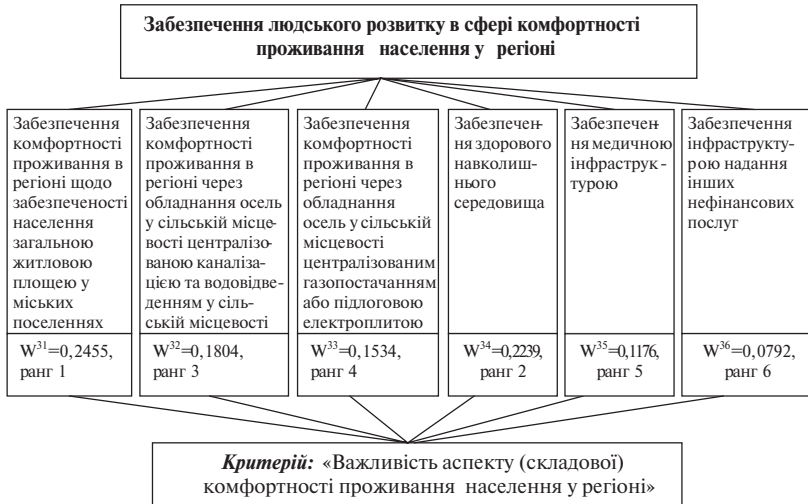 Забезпечення людського розвитку в сфері комфортності
проживання населення у регіоні
Забезпечення
комфортності
проживання в
регіоні щодо
забезпеченості
населення
загальною
житловою
площею у
міських
поселеннях
W³¹=0,2455,
ранг 1
Забезпечення
комфортності
проживання в
регіоні через
обладнання осель
у сільській місце-
вості централізо-
ваною каналіза-
цією та водовідве-
денням у сіль-
ській місцевості
W³²=0,1804,
ранг 3
Забезпечення
комфортності
проживання в
регіоні через
обладнання
осель у сільській
місцевості
централізованим
газопостачанням
або підлоговою
електроплитою
W³³=0,1534,
ранг 4
Забезпечен-
ня здорового
навколиш-
нього
середовища
W³⁴=0,2239,
ранг 2
Забезпечен-
ня медичною
інфраструк-
турою
W³⁵=0,1176,
ранг 5
Забезпечення
інфраструкту-
рою надання
інших
нефінансових
послуг
W³⁶=0,0792,
ранг 6
Критерій: «Важливість аспекту (складової)
комфортності проживання населення у регіоні»